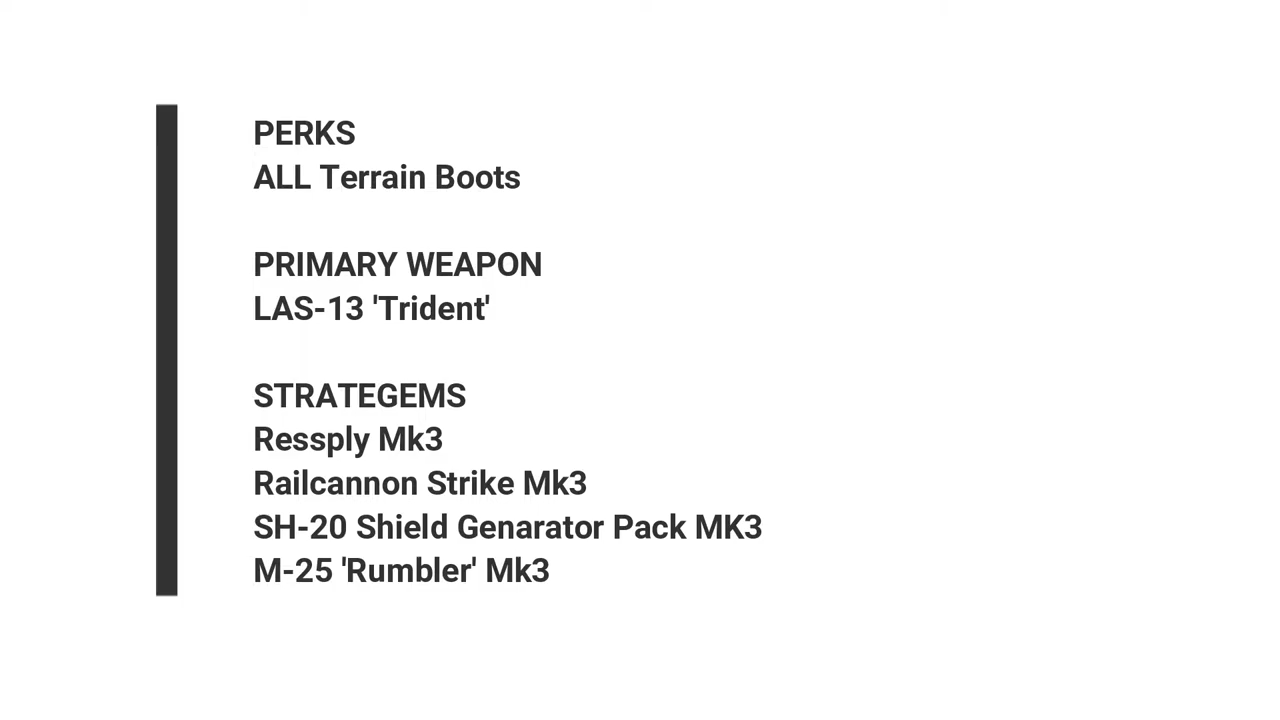 PERKS
ALL Terrain Boots
PRIMARY WEAPON
LAS-13 'Trident'
STRATEGEMS
Ressply Mk3
Railcannon Strike Mk3
SH-20 Shield Genarator Pack MK3
M-25 'Rumbler' Mk3